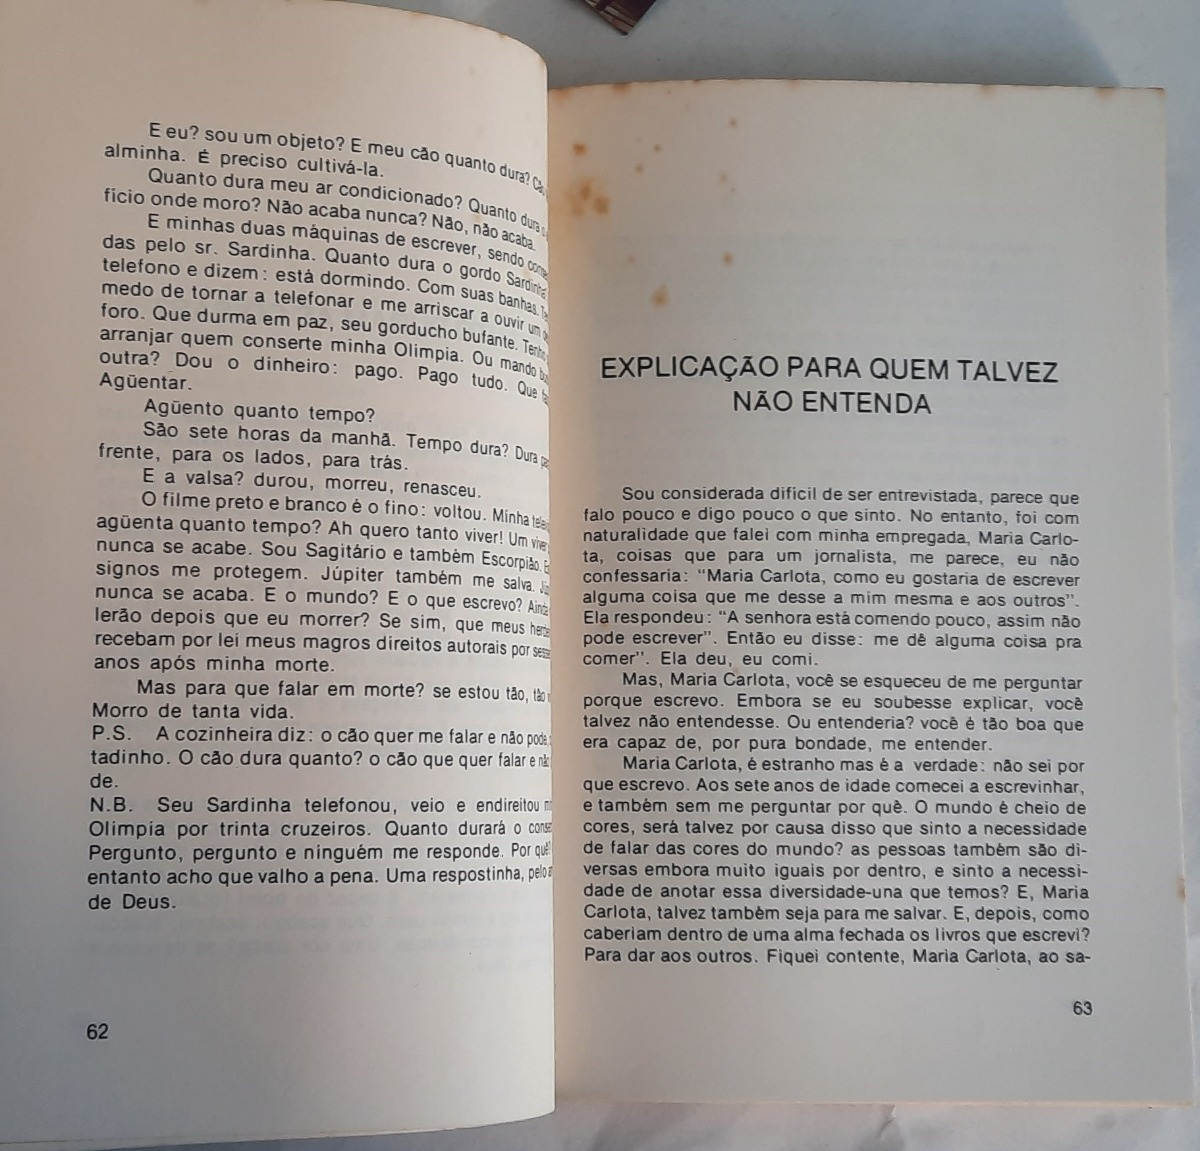 E eu? sou um objeto? E meu cão quanto dura? Cão
alminha. É preciso cultivá-la.
Quanto dura meu ar condicionado? Quanto dura o
fício onde moro? Não acaba nunca? Não, não acaba.
E minhas duas máquinas de escrever, sendo
das pelo sr. Sardinha. Quanto dura o gordo Sardinha?
telefono e dizem: está dormindo. Com suas banhas.
medo de tornar a telefonar e me arriscar a ouvir um
foro. Que durma em paz, seu gorducho bufante. Tenho
arranjar quem conserte minha Olimpia. Ou mando
outra? Dou o dinheiro: pago. Pago tudo. Que
Agüentar.
Agüento quanto tempo?
São sete horas da manhã. Tempo dura? Dura
frente, para os lados, para trás.
E a valsa? durou, morreu, renasceu.
O filme preto e branco é o fino: voltou. Minha
agüenta quanto tempo? Ah quero tanto viver! Um viver
nunca se acabe. Sou Sagitário e também Escorpião.
signos me protegem. Júpiter também me salva.
nunca se acaba. E o mundo? E o que escrevo? Ainda
lerão depois que eu morrer? Se sim, que meus
recebam por lei meus magros direitos autorais por
anos após minha morte.
Mas para que falar em morte? se estou tão, tão
Morro de tanta vida.
P.S. A cozinheira diz: o cão quer me falar e não pode,
tadinho. O cão dura quanto? o cão que quer falar e
de.
N.B. Seu Sardinha telefonou, veio e endireitou
Olimpia por trinta cruzeiros. Quanto durará o
Pergunto, pergunto e ninguém me responde. Por quê?
entanto acho que valho a pena. Uma respostinha, pelo
de Deus.
62
EXPLICAÇÃO PARA QUEM TALVEZ
NÃO ENTENDA
Sou considerada dificil de ser entrevistada, parece que
falo pouco e digo pouco o que sinto. No entanto, foi com
naturalidade que falei com minha empregada, Maria Carlo-
ta, coisas que para um jornalista, me parece, eu não
confessaria: "Maria Carlota, como eu gostaria de escrever
alguma coisa que me desse a mim mesma e aos outros".
Ela respondeu: "A senhora está comendo pouco, assim não
pode escrever". Então eu disse: me dê alguma coisa pra
comer". Ela deu, eu comi.
Mas, Maria Carlota, você se esqueceu de me perguntar
porque escrevo. Embora se eu soubesse explicar, você
talvez não entendesse. Ou entenderia? você é tão boa que
era capaz de, por pura bondade, me entender.
Maria Carlota, é estranho mas é a verdade: não sei por
que escrevo. Aos sete anos de idade comecei a escrevinhar,
e também sem me perguntar por quê. O mundo é cheio de
cores, será talvez por causa disso que sinto a necessidade
de falar das cores do mundo? as pessoas também são di-
versas embora muito iguais por dentro, e sinto a necessi-
dade de anotar essa diversidade-una que temos? E, Maria
Carlota, talvez também seja para me salvar. E, depois, como
caberiam dentro de uma alma fechada os livros que escrevi?
Para dar aos outros. Fiquei contente, Maria Carlota, ao sa-
63